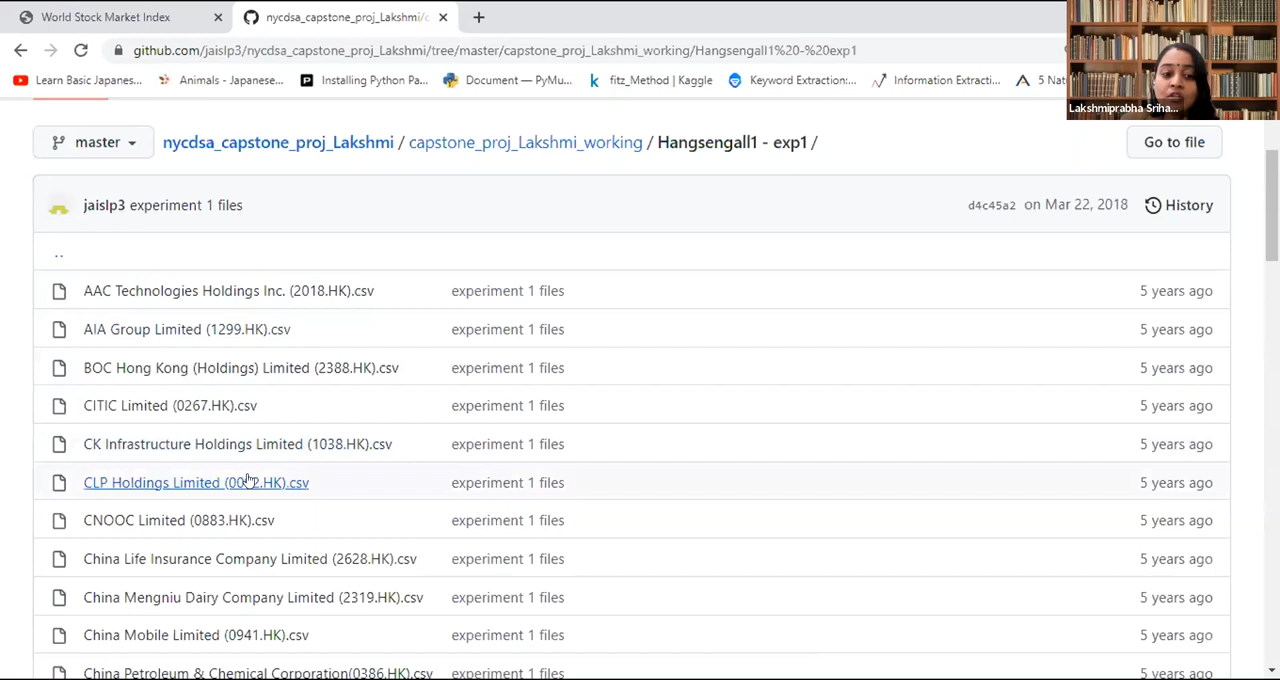 World Stock Market Index
nycdsa_capstone_proj_Lakshmi/c
github.com/jaislp3/nycdsa_capstone_proj_Lakshmi/tree/master/capstone_proj_Lakshmi_working/Hangsengall1%20-%20exp1
Learn Basic Japanes... Animals - Japanese... Installing Python Pa... Document — PyMu... fitz_Method | Kaggle Keyword Extraction:... Information Extracti... 5 Nat
Lakshmiprabha Sriha...
master nycdsa_capstone_proj_Lakshmi / capstone_proj_Lakshmi_working / Hangsengall1 - exp1 / Go to file
jaislp3 experiment 1 files d4c45a2 on Mar 22, 2018 History
..
AAC Technologies Holdings Inc. (2018.HK).csv experiment 1 files 5 years ago
AIA Group Limited (1299.HK).csv experiment 1 files 5 years ago
BOC Hong Kong (Holdings) Limited (2388.HK).csv experiment 1 files 5 years ago
CITIC Limited (0267.HK).csv experiment 1 files 5 years ago
CK Infrastructure Holdings Limited (1038.HK).csv experiment 1 files 5 years ago
CLP Holdings Limited experiment 1 files 5 years ago
CNOOC Limited (0883.HK).csv experiment 1 files 5 years ago
China Life Insurance Company Limited (2628.HK).csv experiment 1 files 5 years ago
China Mengniu Dairy Company Limited (2319.HK).csv experiment 1 files 5 years ago
China Mobile Limited (0941.HK).csv experiment 1 files 5 years ago
China Petroleum & Chemical Corporation(0386.HK).csv experiment 1 files 5 years ago